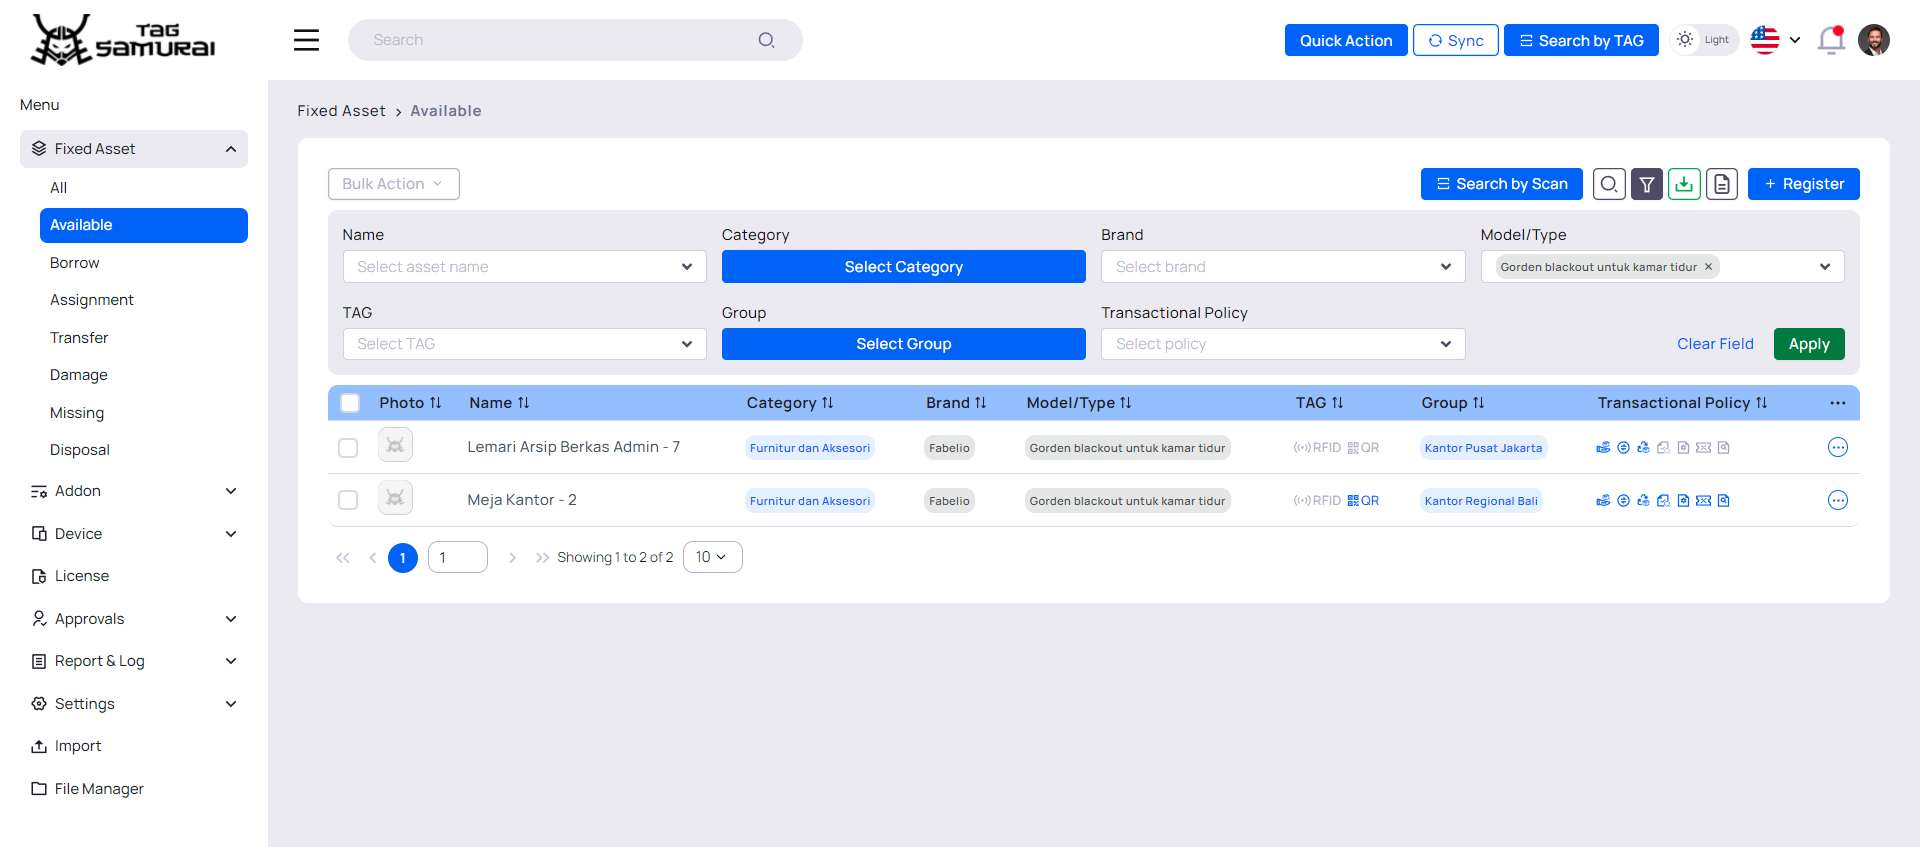 TAG SAMURAI
Search
Quick Action
Sync
Search by TAG
Light
Menu
Fixed Asset
All
Available
Borrow
Assignment
Transfer
Damage
Missing
Disposal
Addon
Device
License
Approvals
Report & Log
Settings
Import
File Manager
Fixed Asset > Available
Bulk Action
Search by Scan
+ Register
Name
Category
Brand
Model/Type
Select asset name
Select Category
Select brand
Gorden blackout untuk kamar tidur
TAG
Group
Transactional Policy
Select TAG
Select Group
Select policy
Clear Field
Apply
Photo Name Category Brand Model/Type TAG Group Transactional Policy
Lemari Arsip Berkas Admin - 7 Furnitur dan Aksesori Fabelio Gorden blackout untuk kamar tidur RFID QR Kantor Pusat Jakarta
Meja Kantor - 2 Furnitur dan Aksesori Fabelio Gorden blackout untuk kamar tidur RFID QR Kantor Regional Bali
1 1 Showing 1 to 2 of 2 10